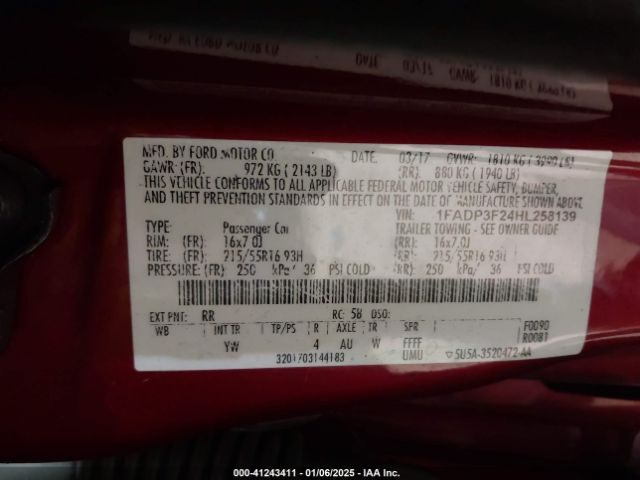 MFD. BY FORD MOTOR CO. DATE: 03/17 GVWR: 1810 KG ( 3990 LB)
GAWR: (FR): 972 KG ( 2143 LB) (RR): 880 KG ( 1940 LB)
THIS VEHICLE CONFORMS TO ALL APPLICABLE FEDERAL MOTOR VEHICLE SAFETY, BUMPER,
AND THEFT PREVENTION STANDARDS IN EFFECT ON THE DATE OF MANUFACTURE SHOWN ABOVE.
VIN: 1FADP3F24HL258139
TYPE: Passenger Car TRAILER TOWING - SEE OWNER GUIDE
RIM: (FR): 16x7.0J (RR): 16x7.0J
TIRE: (FR): 215/55R16 93H (RR): 215/55R16 93H
PRESSURE: (FR): 250 kPa/ 36 PSI COLD (RR): 250 kPa/ 36 PSI COLD
EXT PNT: RR RC: 58 DSO:
WB INT TR TP/PS R AXLE TR SPR F0090
YW 4 AU W FFFF R0081
3201703144183 UMU 5U5A-3520472-AA
000-41243411 - 01/06/2025 - IAA Inc.